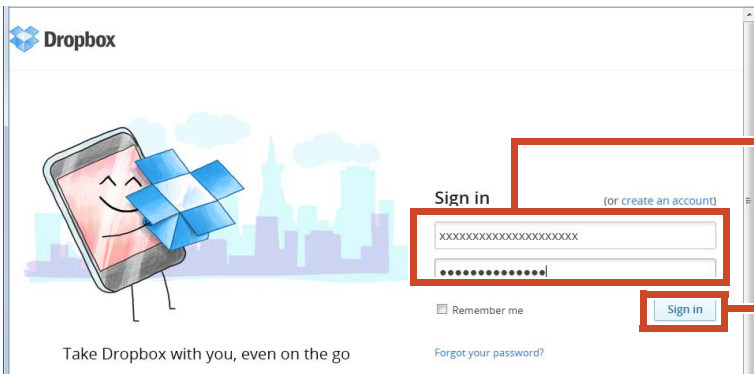 Dropbox
Sign in (or create an account)
xxxxxxxxxxxxxxxxxxxxx
●●●●●●●●●●●●●●
Remember me Sign in
Take Dropbox with you, even on the go Forgot your password?